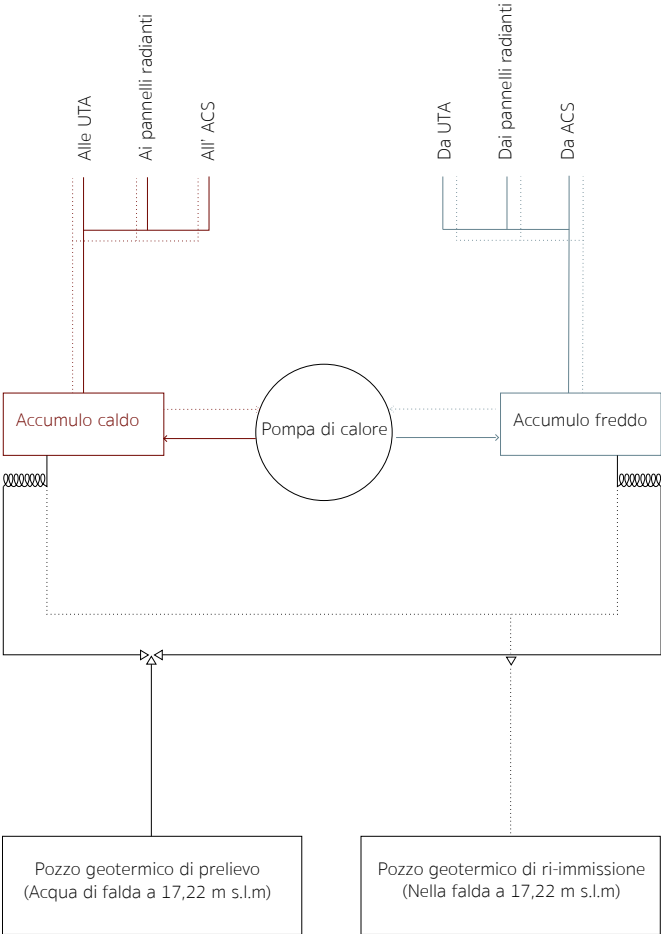 Alle UTA
Ai pannelli radianti
All' ACS
Da UTA
Dai pannelli radianti
Da ACS
Accumulo caldo
Pompa di calore
Accumulo freddo
Pozzo geotermico di prelievo
(Acqua di falda a 17,22 m s.l.m)
Pozzo geotermico di ri-immissione
(Nella falda a 17,22 m s.l.m)